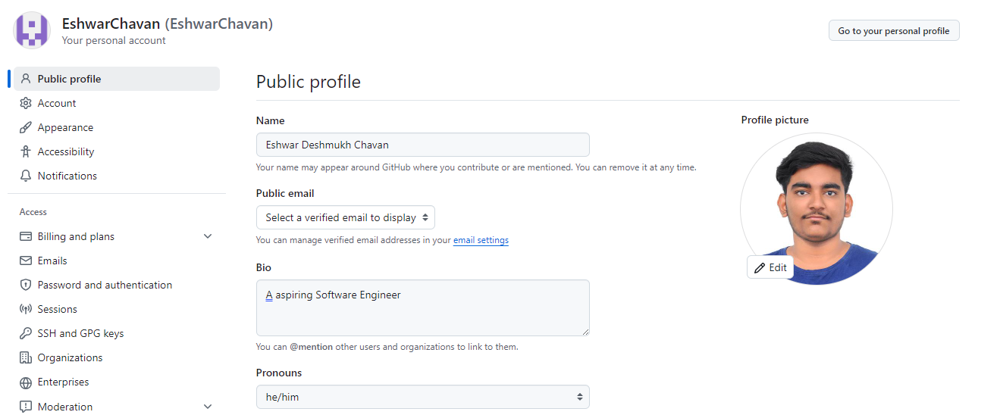 EshwarChavan (EshwarChavan)
Your personal account
Go to your personal profile
Public profile
Account
Appearance
Accessibility
Notifications
Access
Billing and plans
Emails
Password and authentication
Sessions
SSH and GPG keys
Organizations
Enterprises
Moderation
Public profile
Name
Eshwar Deshmukh Chavan
Your name may appear around GitHub where you contribute or are mentioned. You can remove it at any time.
Public email
Select a verified email to display
You can manage verified email addresses in your email settings
Bio
A aspiring Software Engineer
You can @mention other users and organizations to link to them.
Pronouns
he/him
Profile picture
Edit